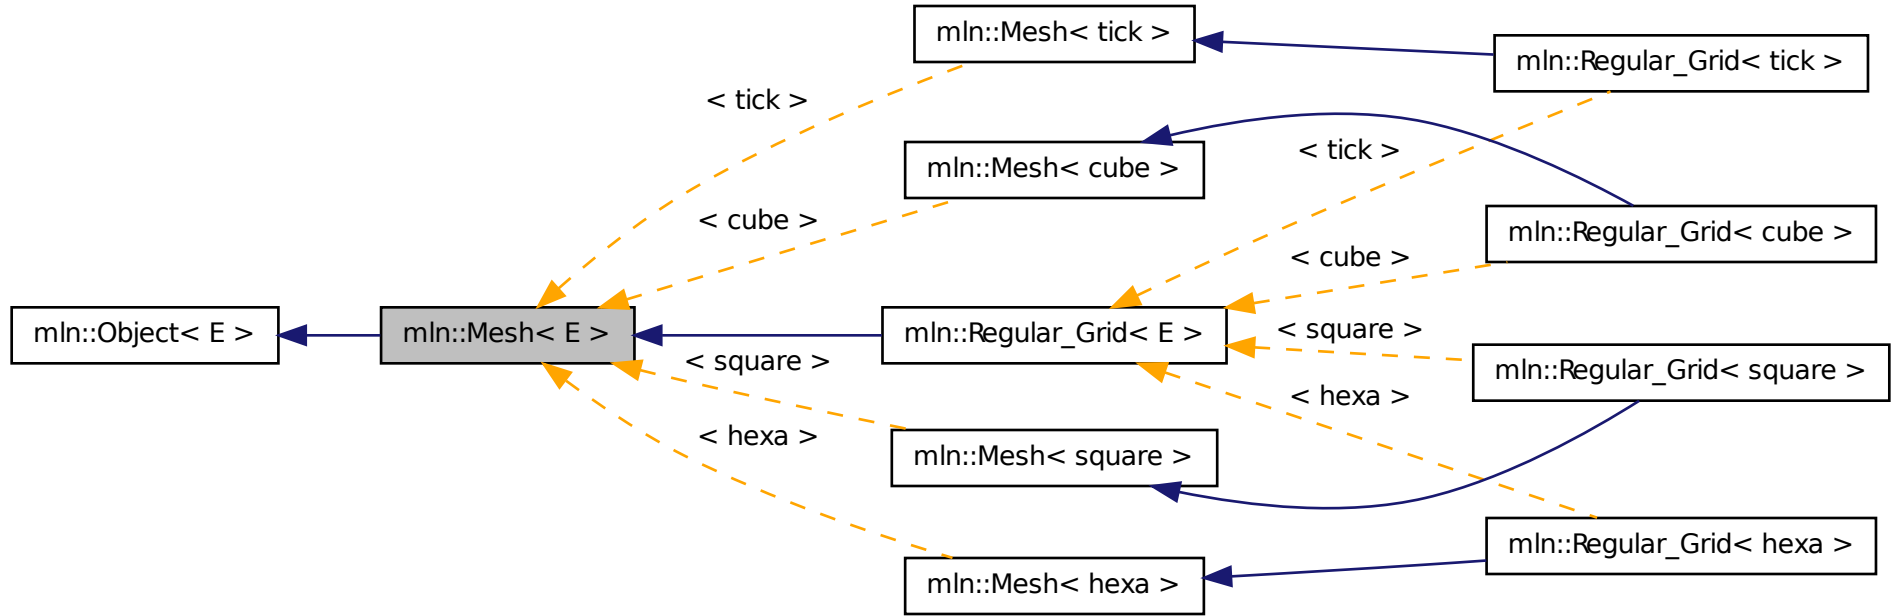 mln::Mesh< tick >
mln::Regular_Grid< tick >
< tick >
< tick >
mln::Mesh< cube >
< cube >
mln::Regular_Grid< cube >
< cube >
mln::Object< E >
mln::Mesh< E >
mln::Regular_Grid< E >
< square >
< square >
mln::Regular_Grid< square >
< hexa >
< hexa >
mln::Mesh< square >
mln::Regular_Grid< hexa >
mln::Mesh< hexa >